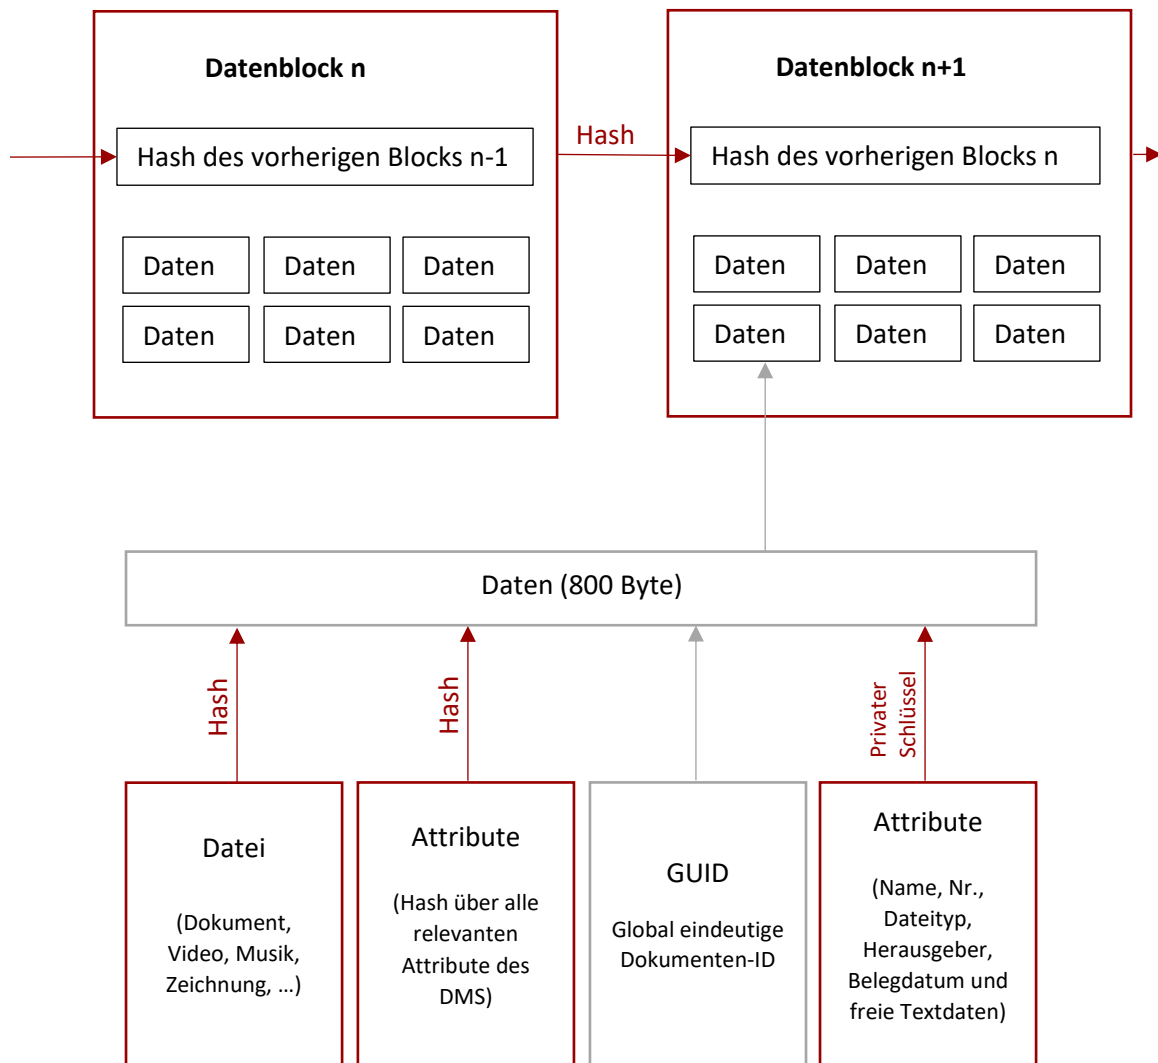 Datenblock n
Datenblock n+1
Hash
Hash des vorherigen Blocks n-1
Hash des vorherigen Blocks n
Daten Daten Daten
Daten Daten Daten
Daten Daten Daten
Daten Daten Daten
Daten (800 Byte)
Hash
Hash
Privater
Schlüssel
Datei
(Dokument,
Video, Musik,
Zeichnung, …)
Attribute
(Hash über alle
relevanten
Attribute des
DMS)
GUID
Global eindeutige
Dokumenten-ID
Attribute
(Name, Nr.,
Dateityp,
Herausgeber,
Belegdatum und
freie Textdaten)